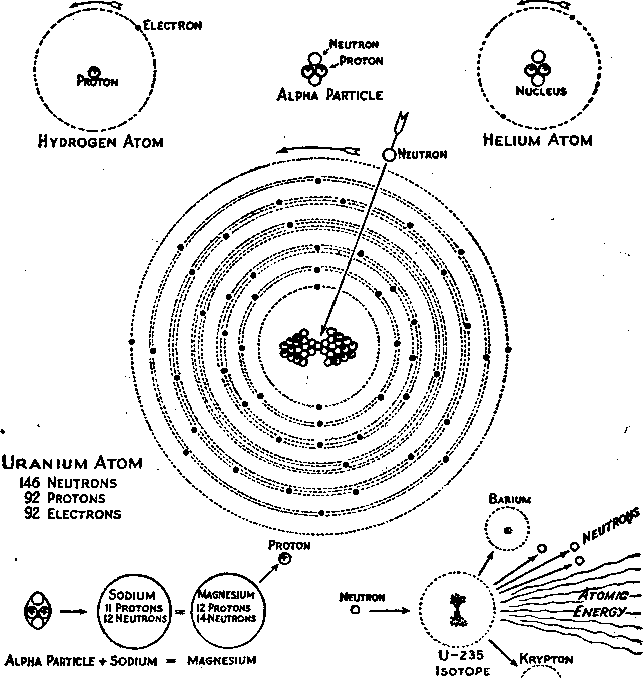 ELECTRON
PROTON
HYDROGEN ATOM
NEUTRON
PROTON
ALPHA PARTICLE
NUCLEUS
HELIUM ATOM
NEUTRON
URANIUM ATOM
146 NEUTRONS
92 PROTONS
92 ELECTRONS
PROTON
SODIUM
11 PROTONS
12 NEUTRONS
=
MAGNESIUM
12 PROTONS
14 NEUTRONS
ALPHA PARTICLE + SODIUM = MAGNESIUM
NEUTRON
BARIUM
NEUTRONS
ATOMIC
ENERGY
U-235
ISOTOPE
KRYPTON